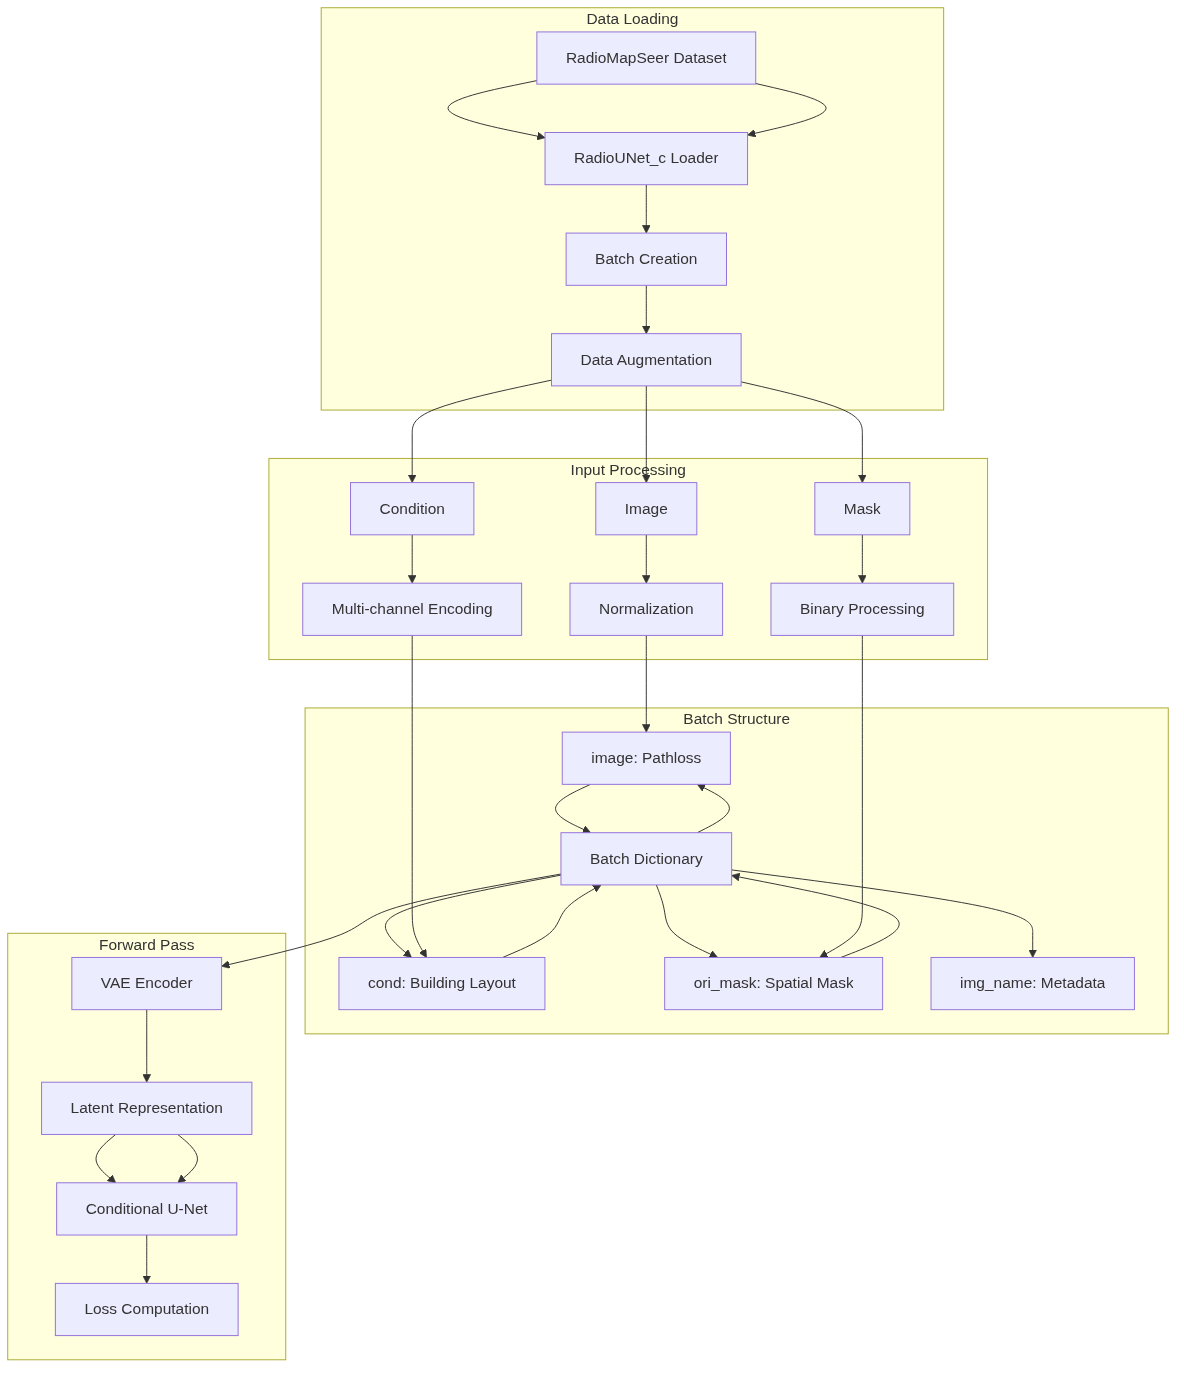 Data Loading
RadioMapSeer Dataset
RadioUNet_c Loader
Batch Creation
Data Augmentation
Input Processing
Condition
Image
Mask
Multi-channel Encoding
Normalization
Binary Processing
Batch Structure
image: Pathloss
Batch Dictionary
Forward Pass
VAE Encoder
cond: Building Layout
ori_mask: Spatial Mask
img_name: Metadata
Latent Representation
Conditional U-Net
Loss Computation